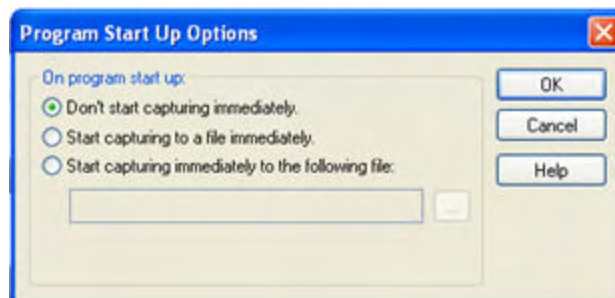 Program Start Up Options
On program start up:
Don't start capturing immediately.
Start capturing to a file immediately.
Start capturing immediately to the following file:
...
OK
Cancel
Help